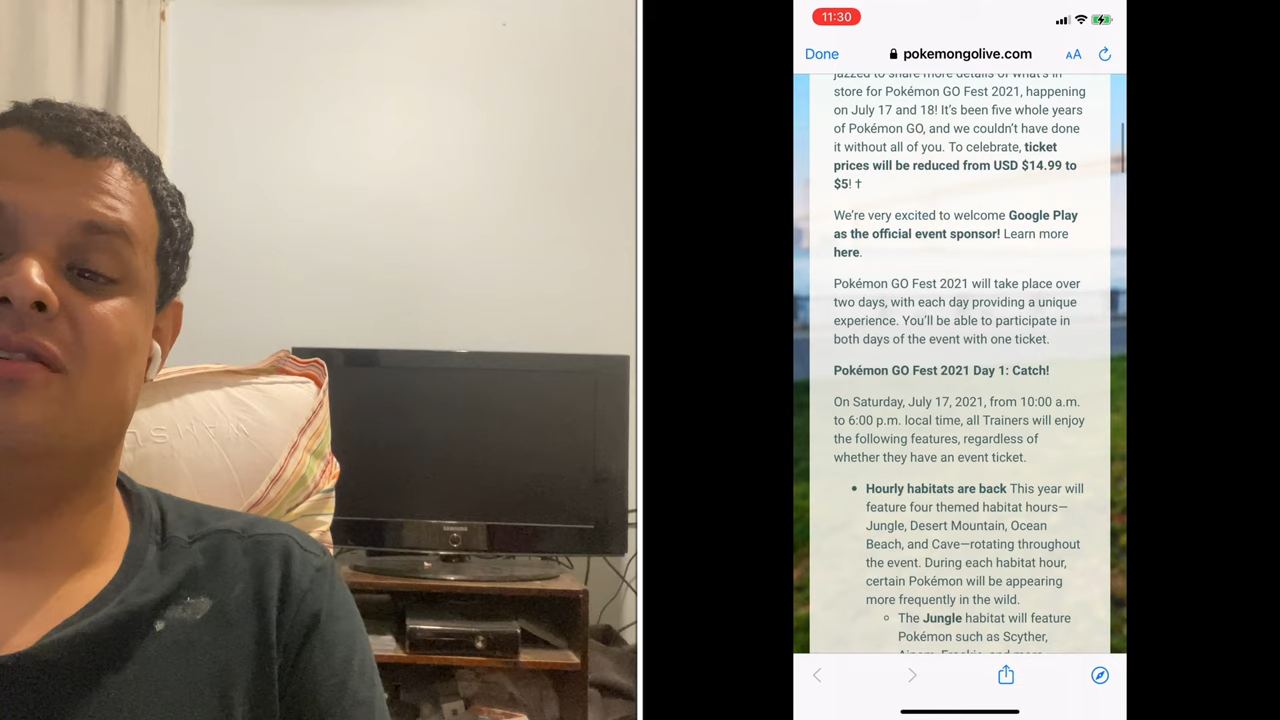 11:30
Done
pokemongolive.com
AA
jazzed to share more details of what's in
store for Pokémon GO Fest 2021, happening
on July 17 and 18! It's been five whole years
of Pokémon GO, and we couldn't have done
it without all of you. To celebrate, ticket
prices will be reduced from USD $14.99 to
$5! †
We're very excited to welcome Google Play
as the official event sponsor! Learn more
here.
Pokémon GO Fest 2021 will take place over
two days, with each day providing a unique
experience. You'll be able to participate in
both days of the event with one ticket.
Pokémon GO Fest 2021 Day 1: Catch!
On Saturday, July 17, 2021, from 10:00 a.m.
to 6:00 p.m. local time, all Trainers will enjoy
the following features, regardless of
whether they have an event ticket.
• Hourly habitats are back This year will
feature four themed habitat hours—
Jungle, Desert Mountain, Ocean
Beach, and Cave—rotating throughout
the event. During each habitat hour,
certain Pokémon will be appearing
more frequently in the wild.
◦ The Jungle habitat will feature
Pokémon such as Scyther,
SAMSUNG